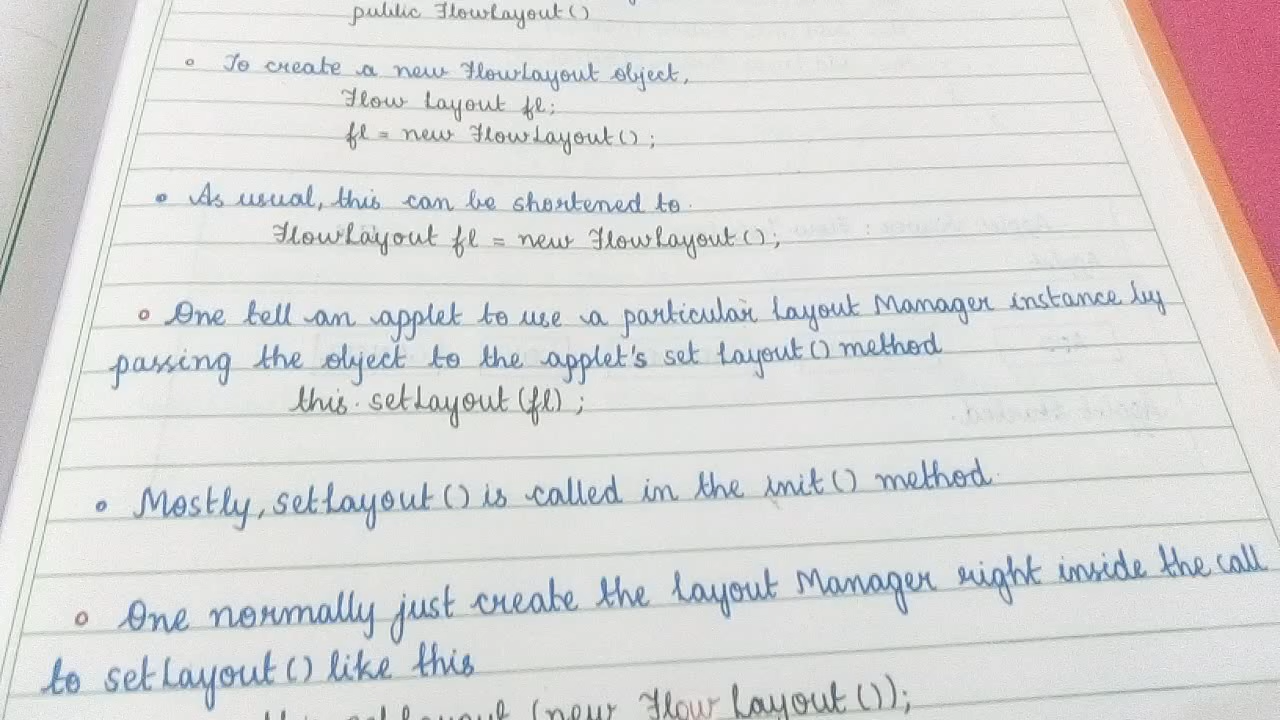 public FlowLayout()
To create a new FlowLayout object,
Flow Layout fl;
fl = new FlowLayout();
As usual, this can be shortened to.
FlowLayout fl = new FlowLayout();
One tell an applet to use a particular Layout Manager instance by
passing the object to the applet's set Layout() method
this.setLayout(fl);
Mostly, setLayout() is called in the init() method.
One normally just create the Layout Manager right inside the call
to setLayout() like this
(new Flow Layout());